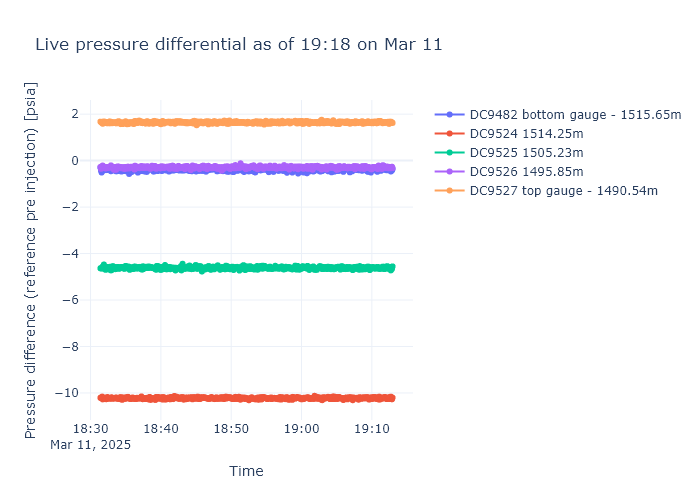 Live pressure differential as of 19:18 on Mar 11
Pressure difference (reference pre injection) [psia]
2
0
−2
−4
−6
−8
−10
18:30
Mar 11, 2025
18:40
18:50
19:00
19:10
Time
DC9482 bottom gauge - 1515.65m
DC9524 1514.25m
DC9525 1505.23m
DC9526 1495.85m
DC9527 top gauge - 1490.54m